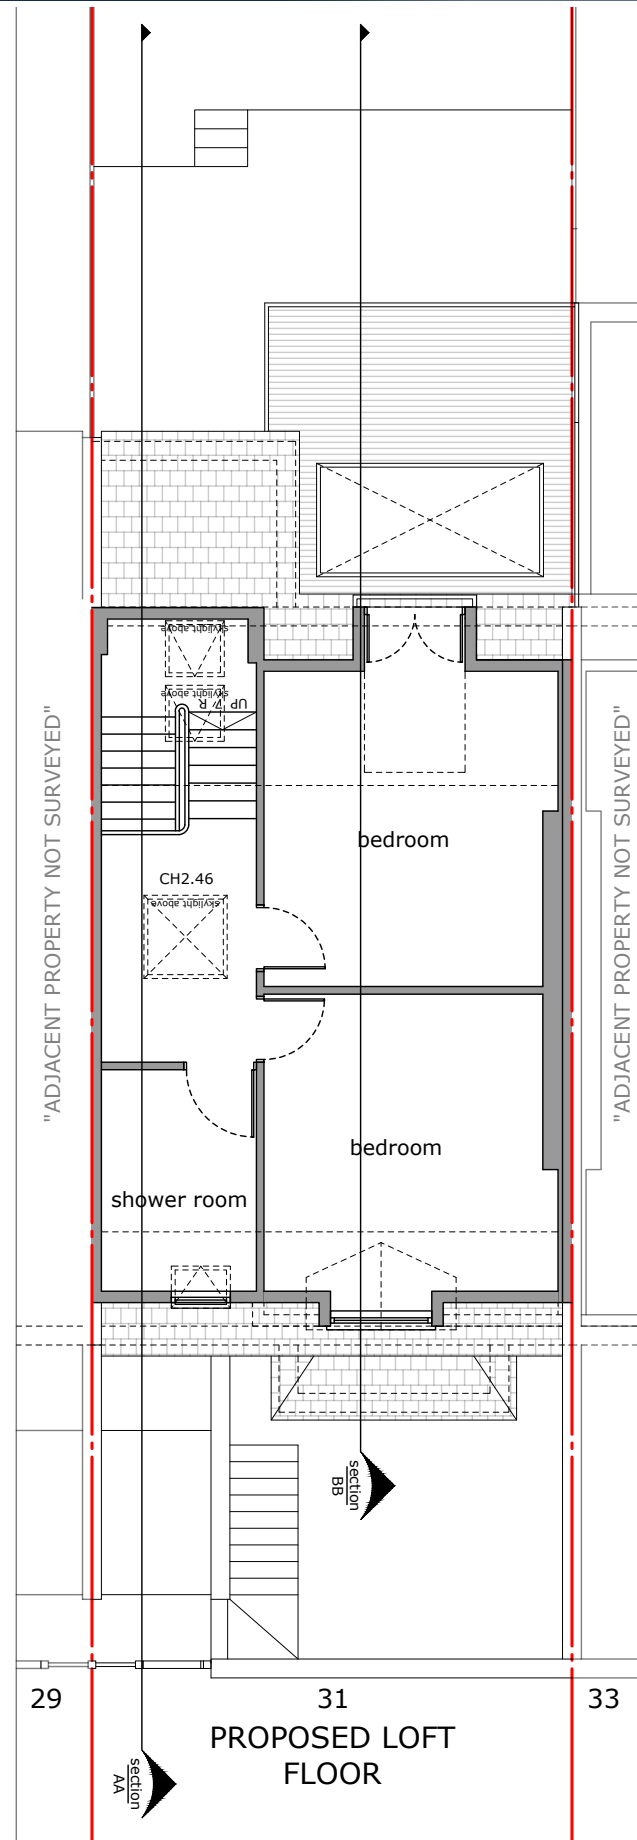 skylight above
skylight above
UP 7 R
"ADJACENT PROPERTY NOT SURVEYED"
"ADJACENT PROPERTY NOT SURVEYED"
bedroom
CH2.46
skylight above
bedroom
shower room
section
BB
29
31
33
PROPOSED LOFT
FLOOR
section
AA